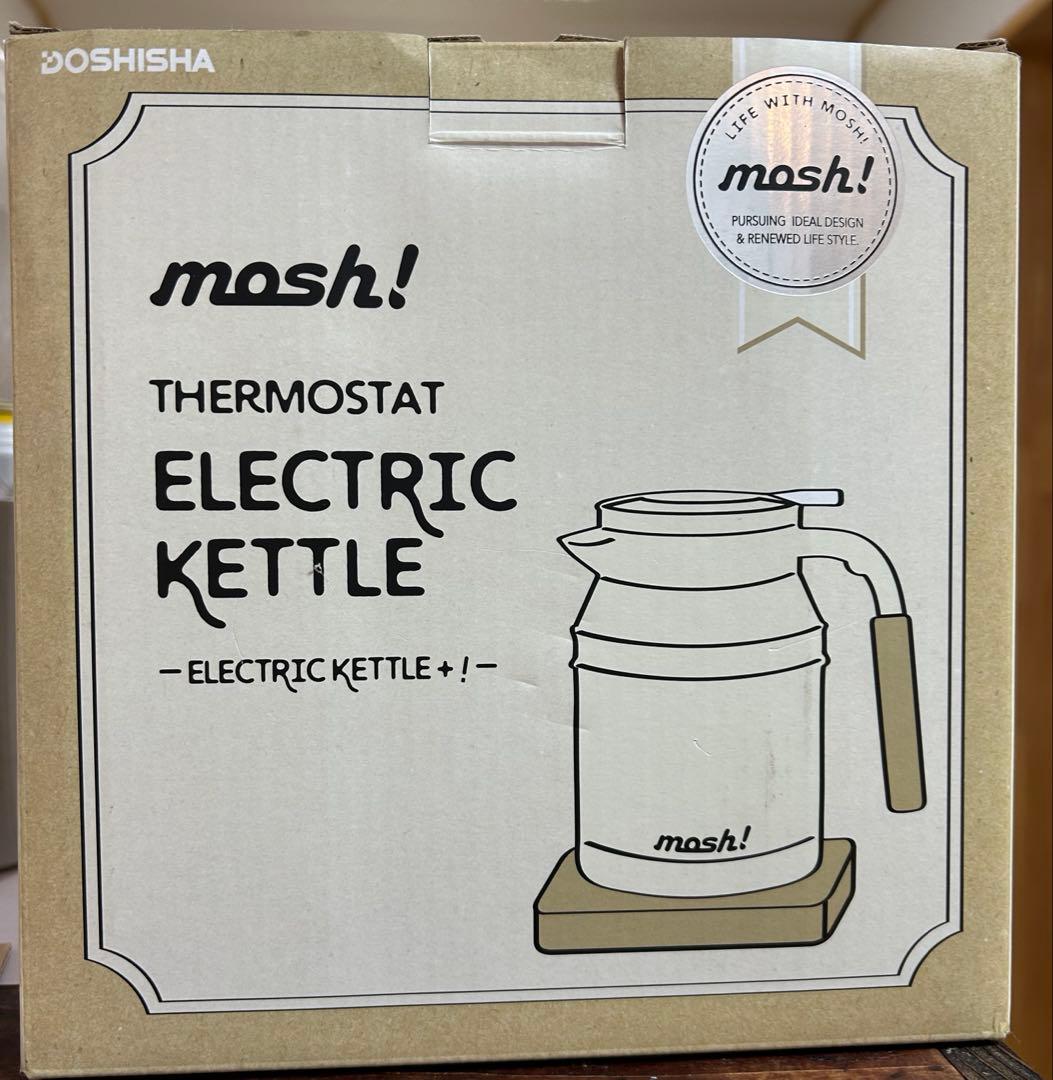 DOSHISHA
LIFE WITH MOSH!
mosh!
PURSUING IDEAL DESIGN
& RENEWED LIFE STYLE.
mosh!
THERMOSTAT
ELECTRIC
KETTLE
–ELECTRIC KETTLE+!–
mosh!